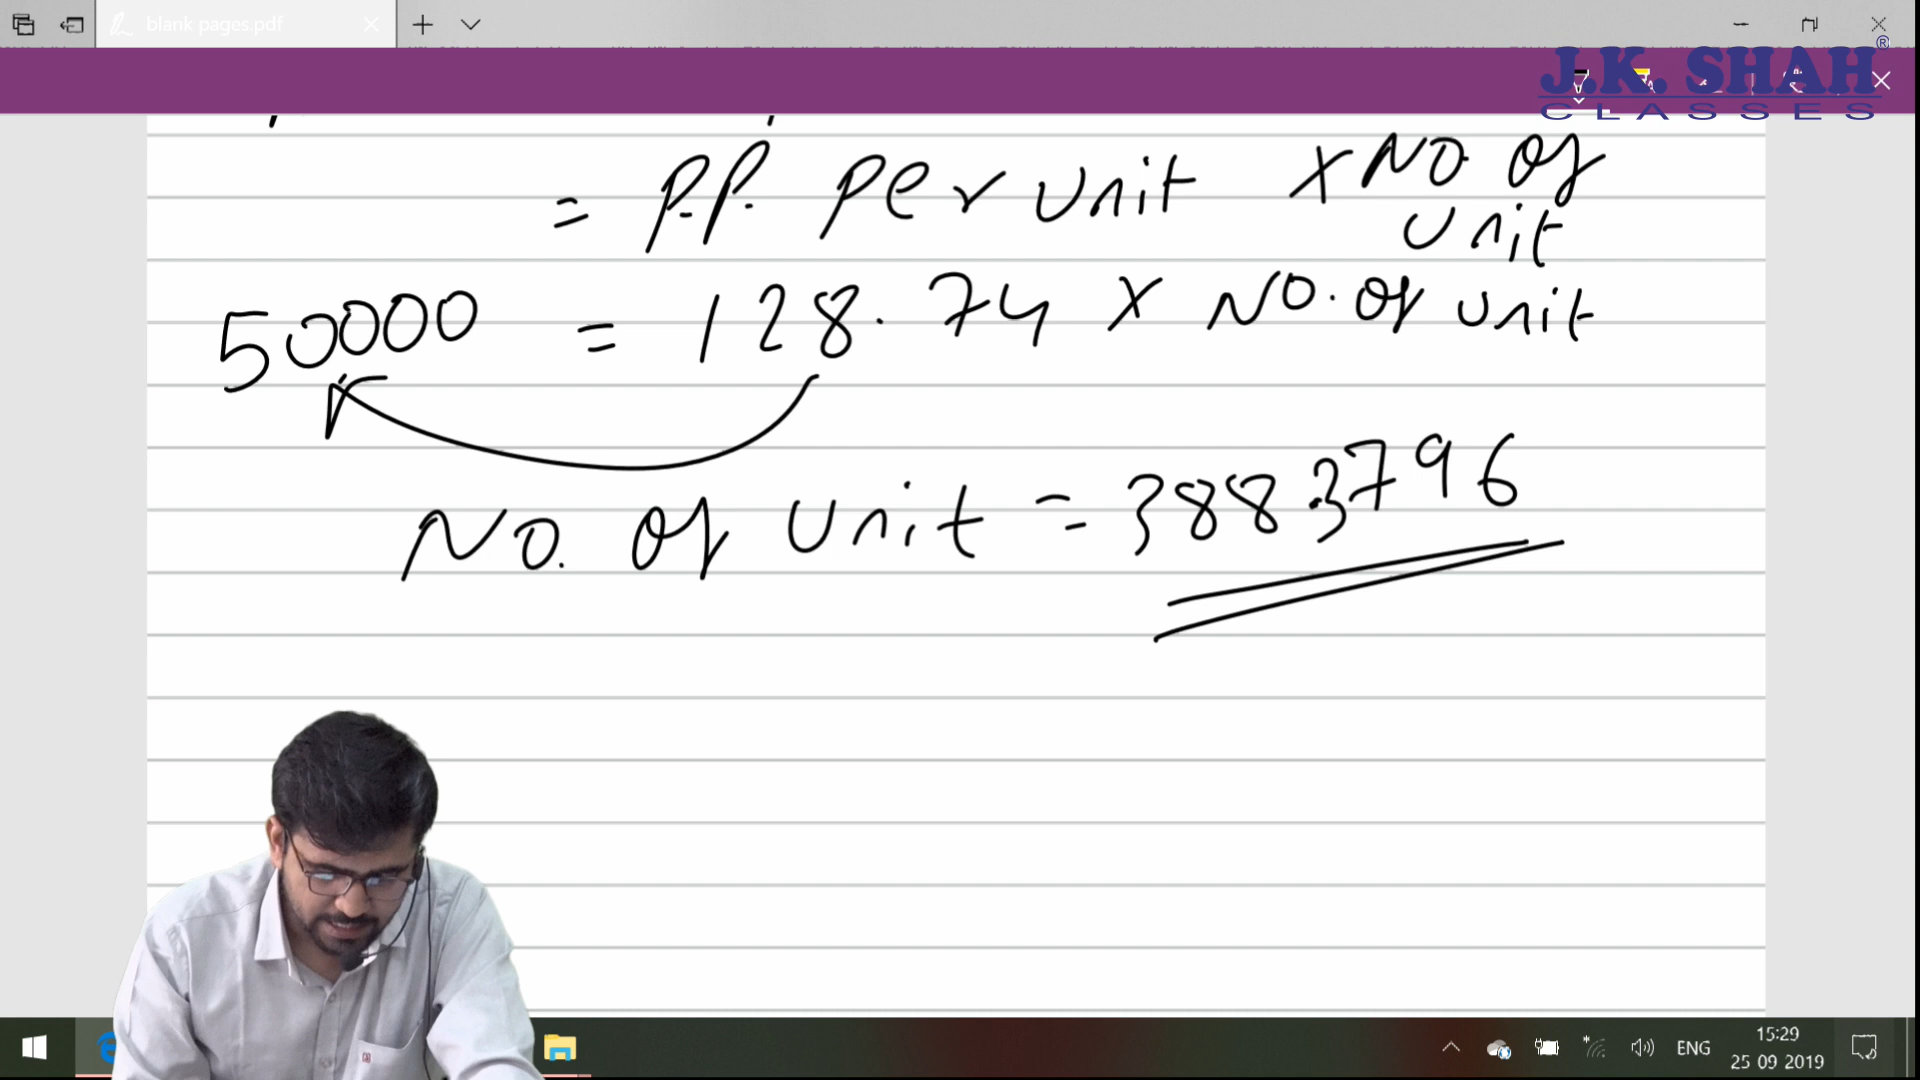 blank pages.pdf
J.K. SHAH®
CLASSES
= P.P. Per unit × No. of unit
50000 = 128.74 × No. of unit
No. of unit = 388.3796
ENG
15:29
25 09 2019